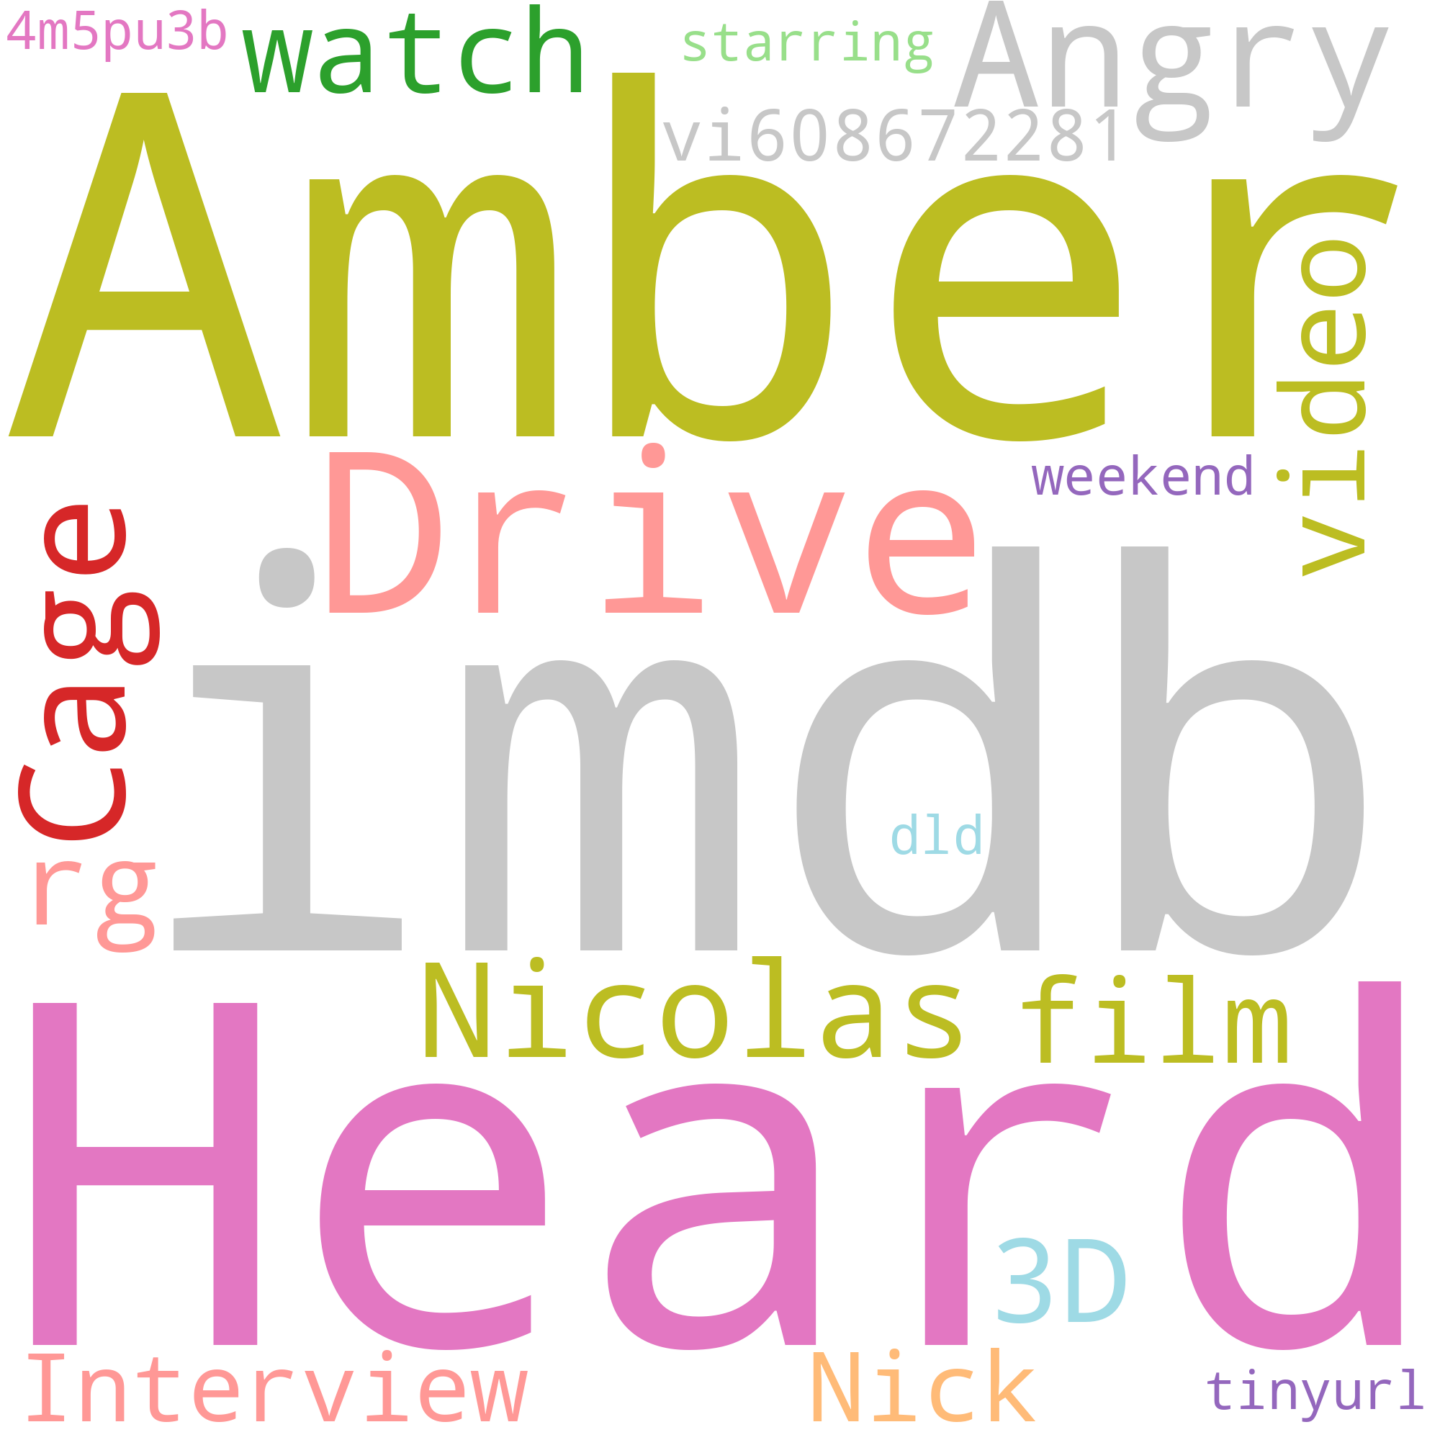 4m5pu3b
watch
starring
Angry
vi608672281
Amber
video
weekend
Drive
Cage
imdb
dld
rg
Nicolas
film
Heard
3D
Interview
Nick
tinyurl